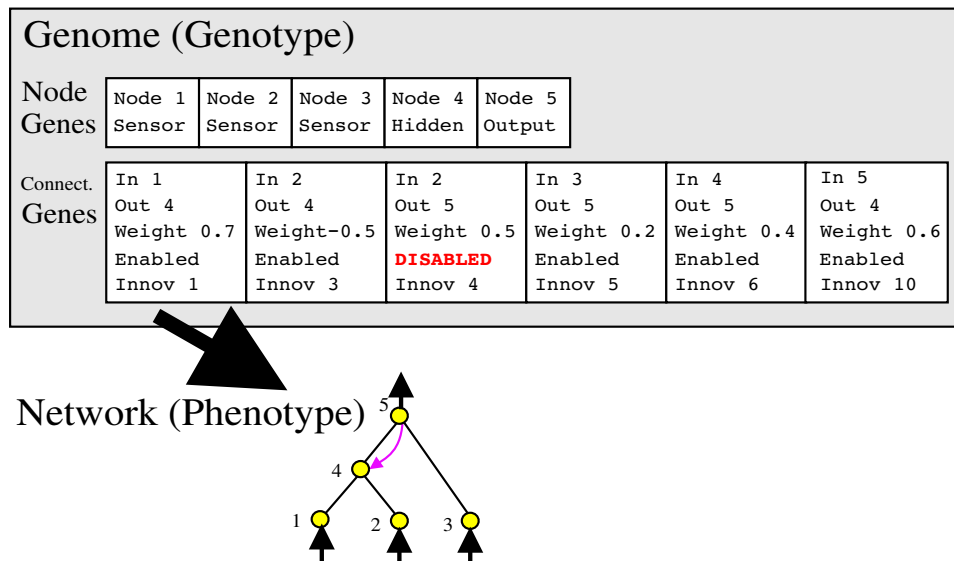 Genome (Genotype)
Node Genes
Node 1 Node 2 Node 3 Node 4 Node 5
Sensor Sensor Sensor Hidden Output
Connect. Genes
In 1 In 2 In 2 In 3 In 4 In 5
Out 4 Out 4 Out 5 Out 5 Out 5 Out 4
Weight 0.7 Weight-0.5 Weight 0.5 Weight 0.2 Weight 0.4 Weight 0.6
Enabled Enabled DISABLED Enabled Enabled Enabled
Innov 1 Innov 3 Innov 4 Innov 5 Innov 6 Innov 10
Network (Phenotype)
5
4
1 2 3